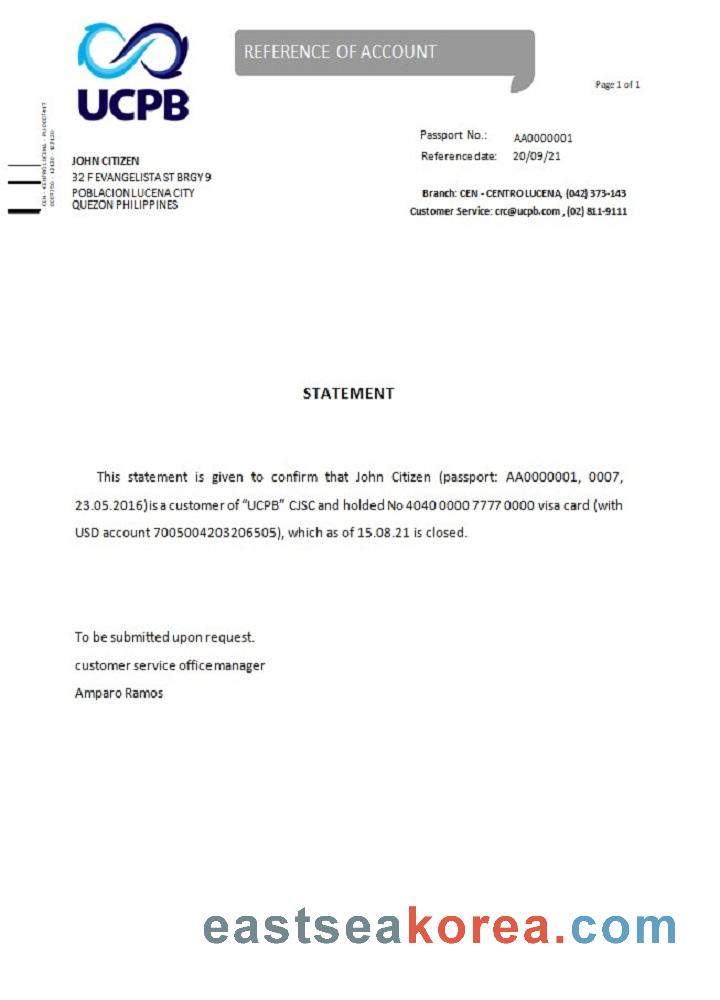 UCPB
REFERENCE OF ACCOUNT
Page 1 of 1
Passport No.: AA0000001
Reference date: 20/09/21
JOHN CITIZEN
32 F EVANGELISTA ST BRGY 9
POBLACION LUCENA CITY
QUEZON PHILIPPINES
Branch: CEN - CENTRO LUCENA, (042) 373-143
Customer Service: crc@ucpb.com , (02) 811-9111
STATEMENT
This statement is given to confirm that John Citizen (passport: AA0000001, 0007,
23.05.2016) is a customer of “UCPB” CJSC and holded No 4040 0000 7777 0000 visa card (with
USD account 7005004203206505), which as of 15.08.21 is closed.
To be submitted upon request.
customer service office manager
Amparo Ramos
eastseakorea.com